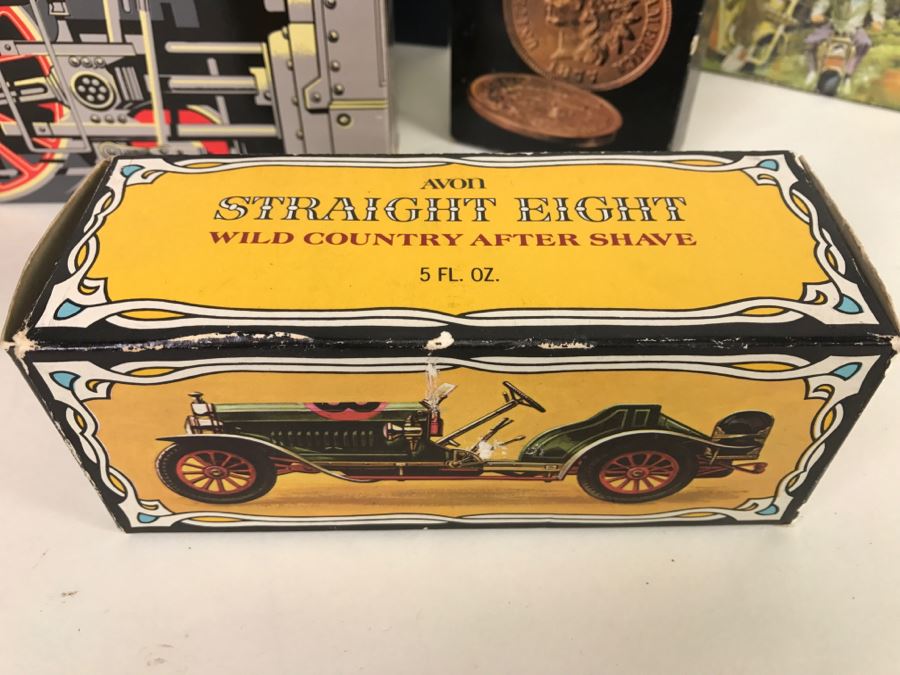 AVON
STRAIGHT EIGHT
WILD COUNTRY AFTER SHAVE
5 FL. OZ.